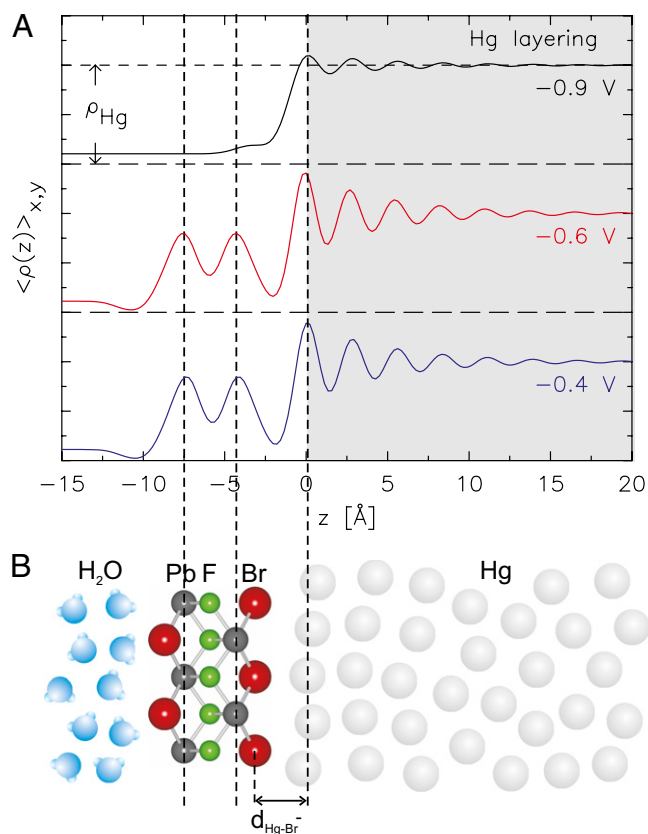 A
Hg layering
−0.9 V
ρHg
<ρ(z)>x,y
−0.6 V
−0.4 V
−15 −10 −5 0 5 10 15 20
z [Å]
B
H2O Pb F Br Hg
dHg-Br-